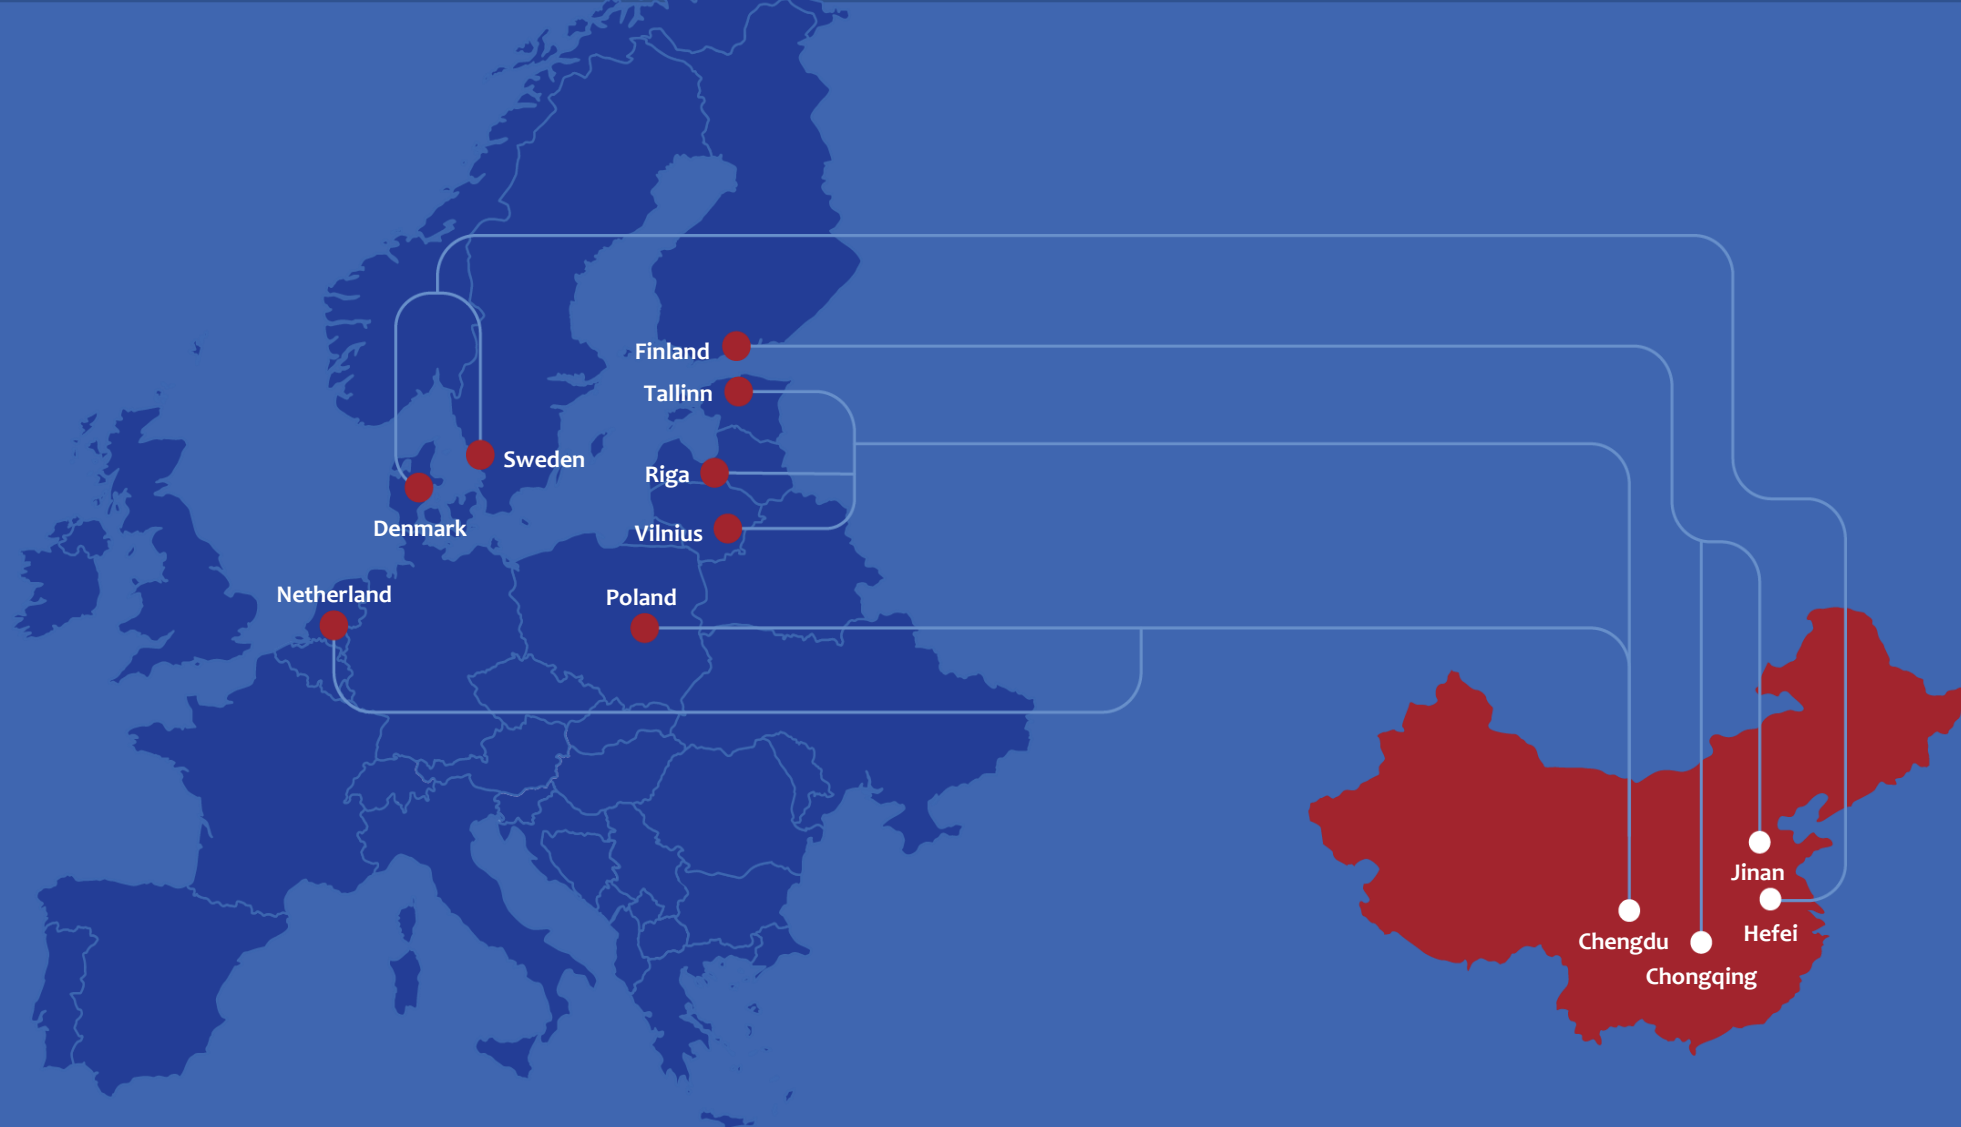 Finland
Tallinn
Sweden
Riga
Denmark
Vilnius
Netherland
Poland
Jinan
Hefei
Chengdu
Chongqing